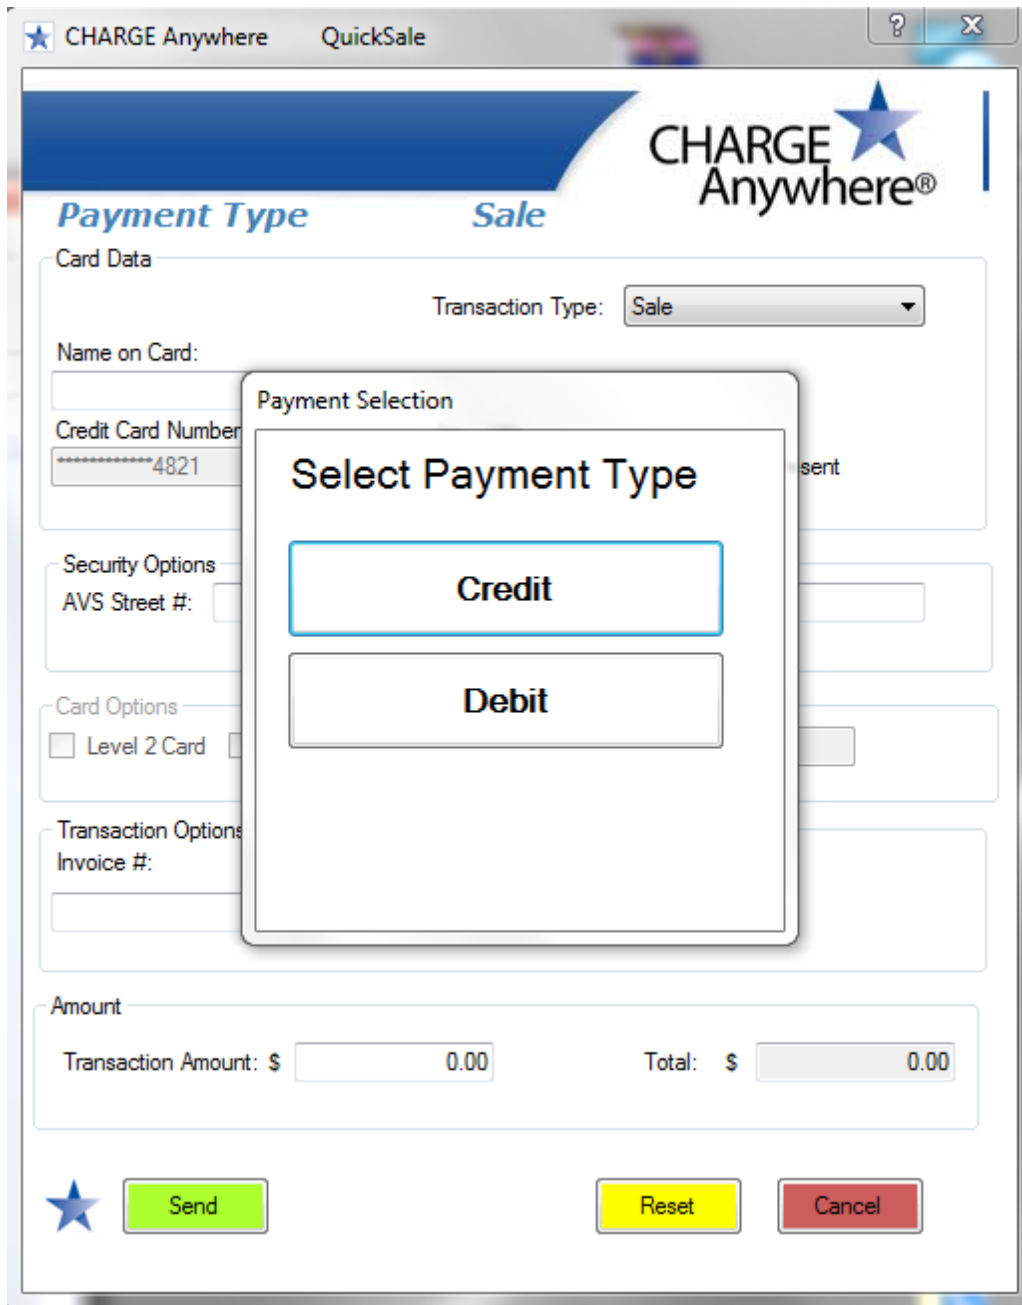 CHARGE Anywhere QuickSale
CHARGE
Anywhere®
Payment Type Sale
Card Data
Transaction Type: Sale
Name on Card:
Payment Selection
Credit Card Number
************4821
sent
Select Payment Type
Credit
Debit
Security Options
AVS Street #:
Card Options
Level 2 Card
Transaction Options
Invoice #:
Amount
Transaction Amount: $ 0.00 Total: $ 0.00
Send Reset Cancel